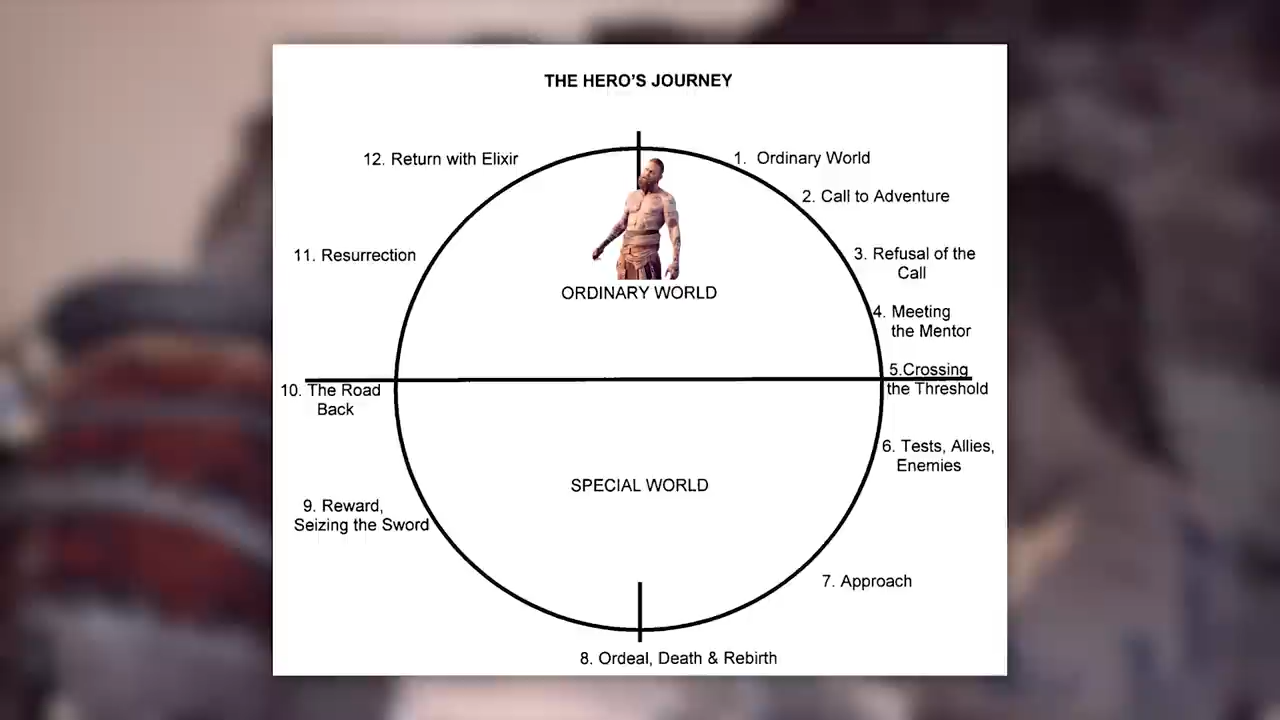 THE HERO'S JOURNEY
12. Return with Elixir
1. Ordinary World
2. Call to Adventure
11. Resurrection
3. Refusal of the
Call
ORDINARY WORLD
4. Meeting
the Mentor
5.Crossing
the Threshold
10. The Road
Back
6. Tests, Allies,
Enemies
SPECIAL WORLD
9. Reward,
Seizing the Sword
7. Approach
8. Ordeal, Death & Rebirth